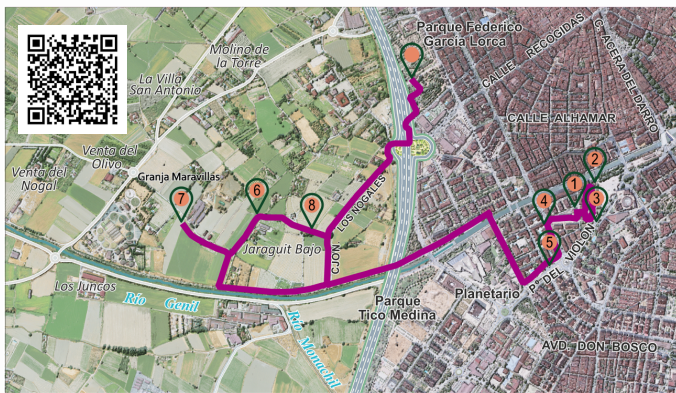 Parque Federico
García Lorca
Molino de
la Torre
CALLE RECOGIDAS
C. ACERA DEL DARRO
La Villa
San Antonio
CALLE ALHAMAR
Venta del
Olivo
Venta del
Nogal
Granja Maravillas
2
7
6
8
4
1
3
5
CJON LOS NOGALES
Jaraguit Bajo
Pº DEL VIOLÓN
Los Juncos
Río Genil
Río Monachil
Parque
Tico Medina
Planetario
AVD. DON BOSCO